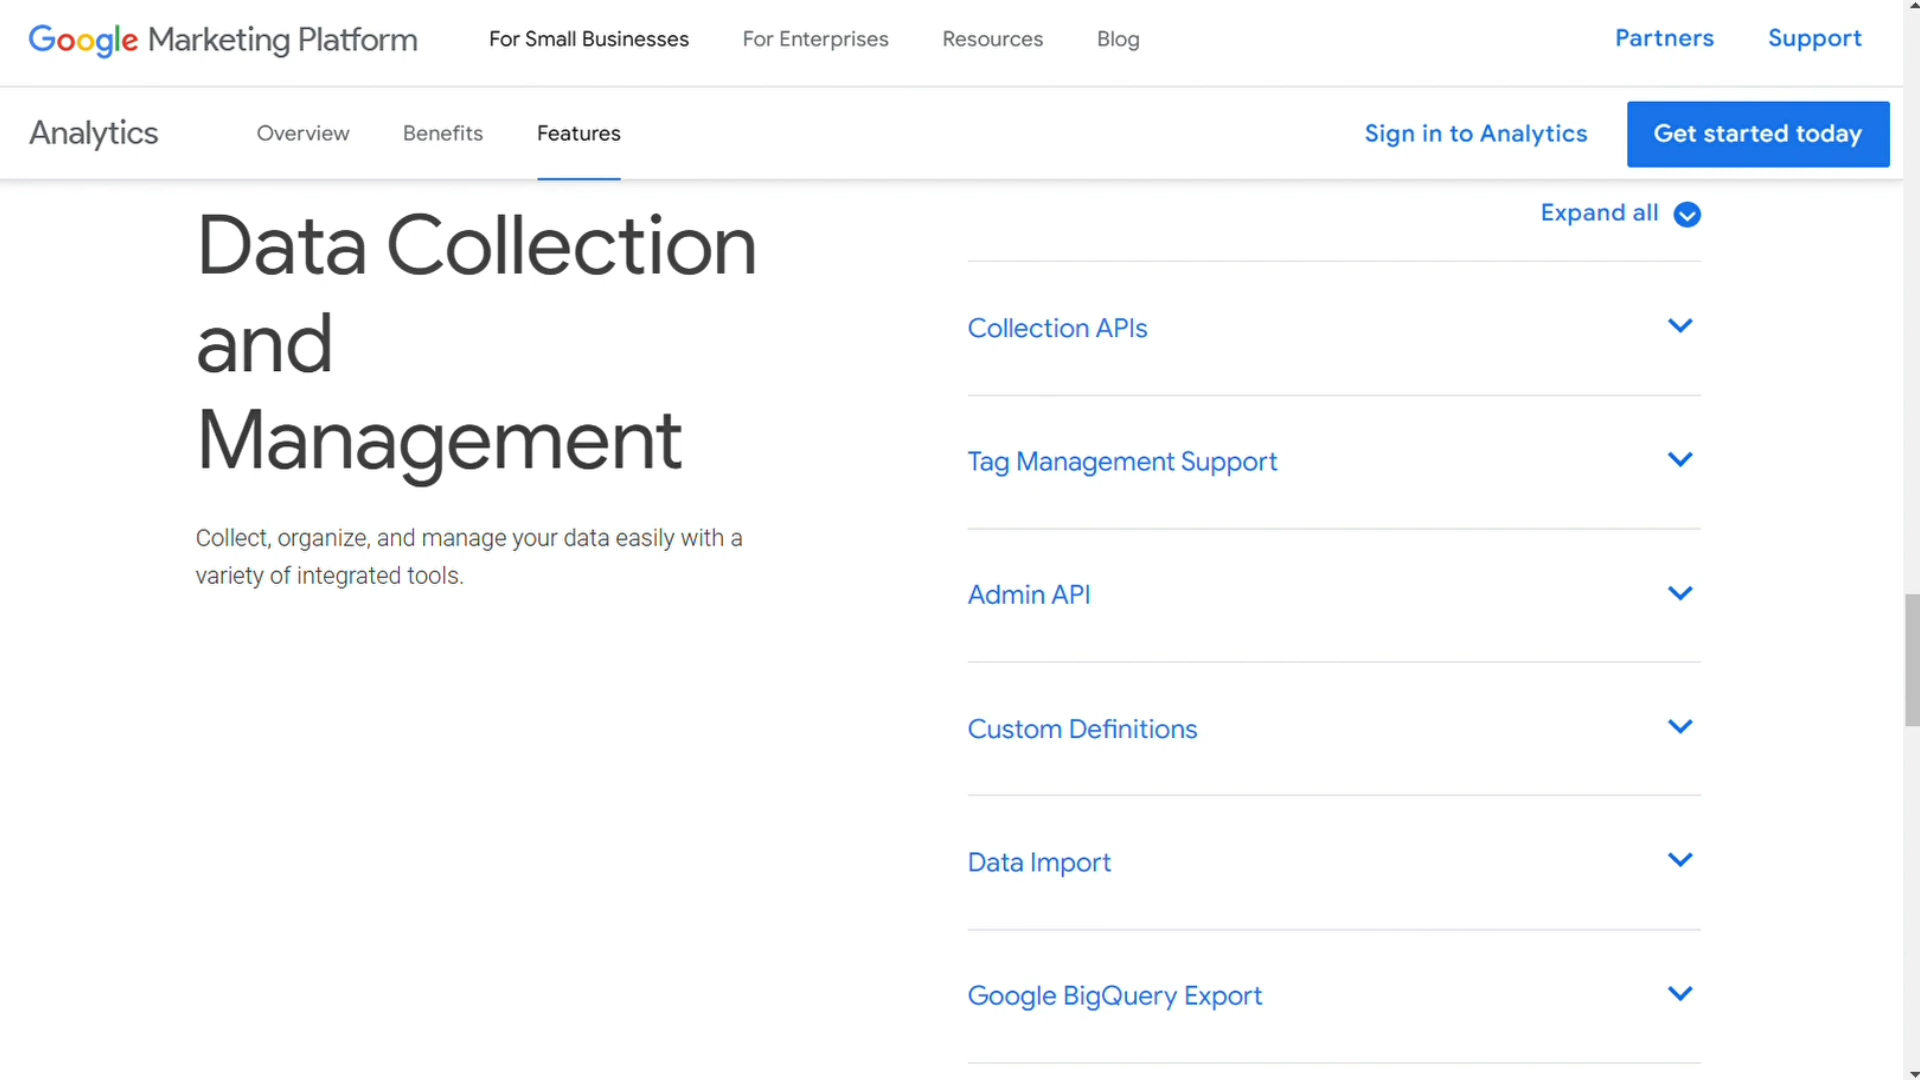 Google Marketing Platform
For Small Businesses
For Enterprises
Resources
Blog
Partners
Support
Analytics
Overview
Benefits
Features
Sign in to Analytics
Get started today
Data Collection
and
Management
Collect, organize, and manage your data easily with a
variety of integrated tools.
Expand all
Collection APIs
Tag Management Support
Admin API
Custom Definitions
Data Import
Google BigQuery Export